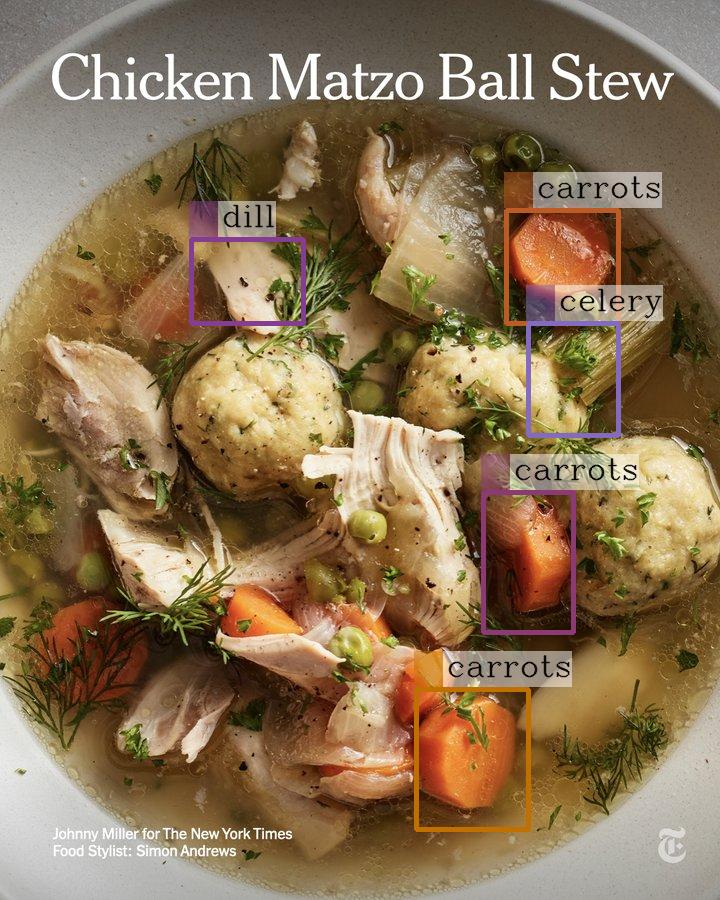 Chicken Matzo Ball Stew
carrots
dill
celery
carrots
carrots
Johnny Miller for The New York Times
Food Stylist: Simon Andrews
T